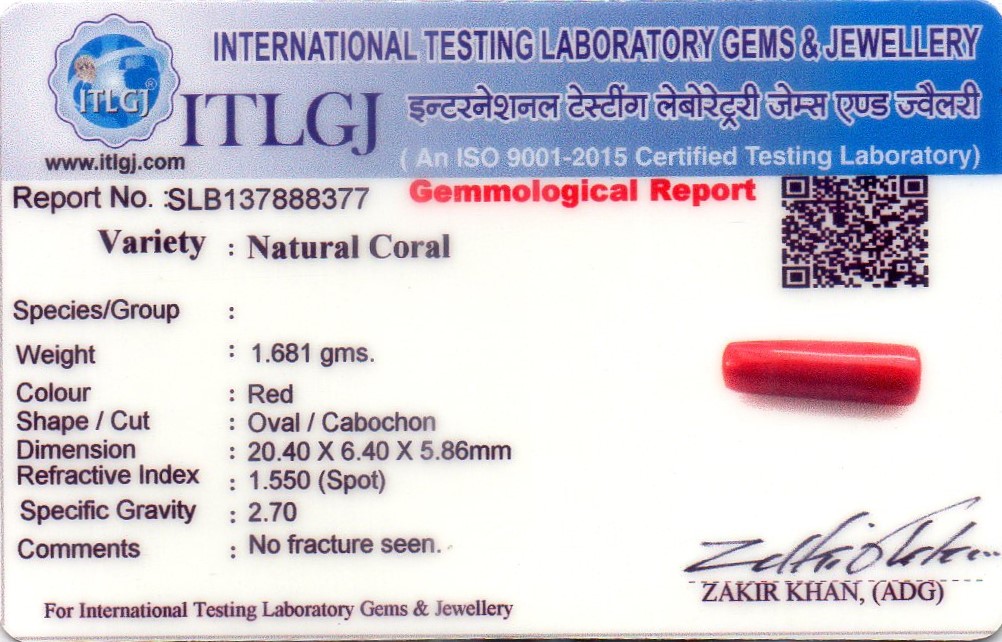 INTERNATIONAL TESTING LABORATORY GEMS & JEWELLERY
ITLGJ®
ITLGJ
इन्टरनेशनल टेस्टींग लेबोरेट्ररी जेम्स एण्ड ज्वैलरी
www.itlgj.com
( An ISO 9001-2015 Certified Testing Laboratory)
Report No. :SLB137888377
Gemmological Report
Variety : Natural Coral
Species/Group :
Weight : 1.681 gms.
Colour : Red
Shape / Cut : Oval / Cabochon
Dimension : 20.40 X 6.40 X 5.86mm
Refractive Index : 1.550 (Spot)
Specific Gravity : 2.70
Comments : No fracture seen.
ZAKIR KHAN, (ADG)
For International Testing Laboratory Gems & Jewellery